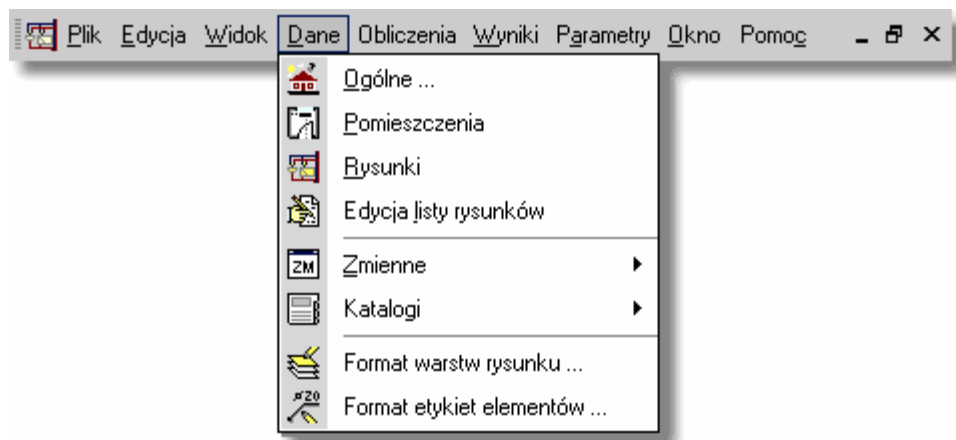 Plik Edycja Widok Dane Obliczenia Wyniki Parametry Okno Pomoc
Ogólne ...
Pomieszczenia
Rysunki
Edycja listy rysunków
ZM Zmienne
Katalogi
Format warstw rysunku ...
Format etykiet elementów ...